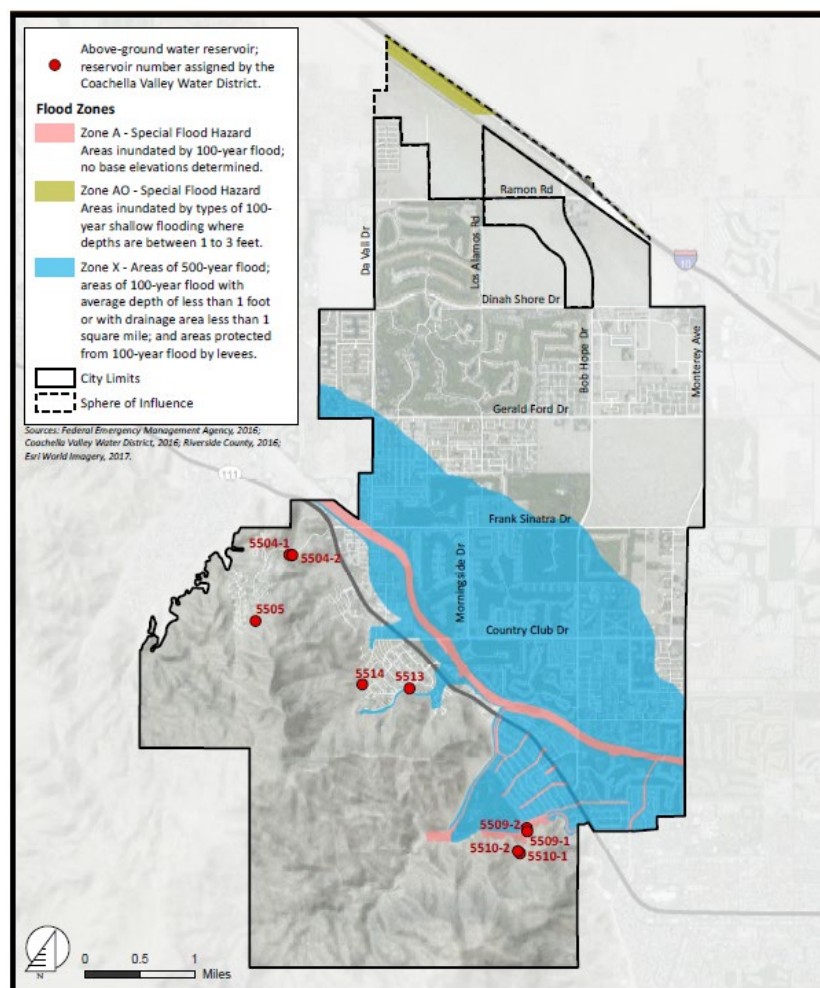 Above-ground water reservoir;
reservoir number assigned by the
Coachella Valley Water District.
Flood Zones
Zone A - Special Flood Hazard
Areas inundated by 100-year flood;
no base elevations determined.
Zone AO - Special Flood Hazard
Areas inundated by types of 100-
year shallow flooding where
depths are between 1 to 3 feet.
Zone X - Areas of 500-year flood;
areas of 100-year flood with
average depth of less than 1 foot
or with drainage area less than 1
square mile; and areas protected
from 100-year flood by levees.
City Limits
Sphere of Influence
Sources: Federal Emergency Management Agency, 2016;
Coachella Valley Water District, 2016; Riverside County, 2016;
Esri World Imagery, 2017.
Ramon Rd
Da Vall Dr
Los Alamos Rd
10
Dinah Shore Dr
Bob Hope Dr
Monterey Ave
Gerald Ford Dr
111
Frank Sinatra Dr
5504-1
5504-2
Morningside Dr
5505
Country Club Dr
5514
5513
5509-2
5509-1
5510-2
5510-1
N
0 0.5 1
Miles